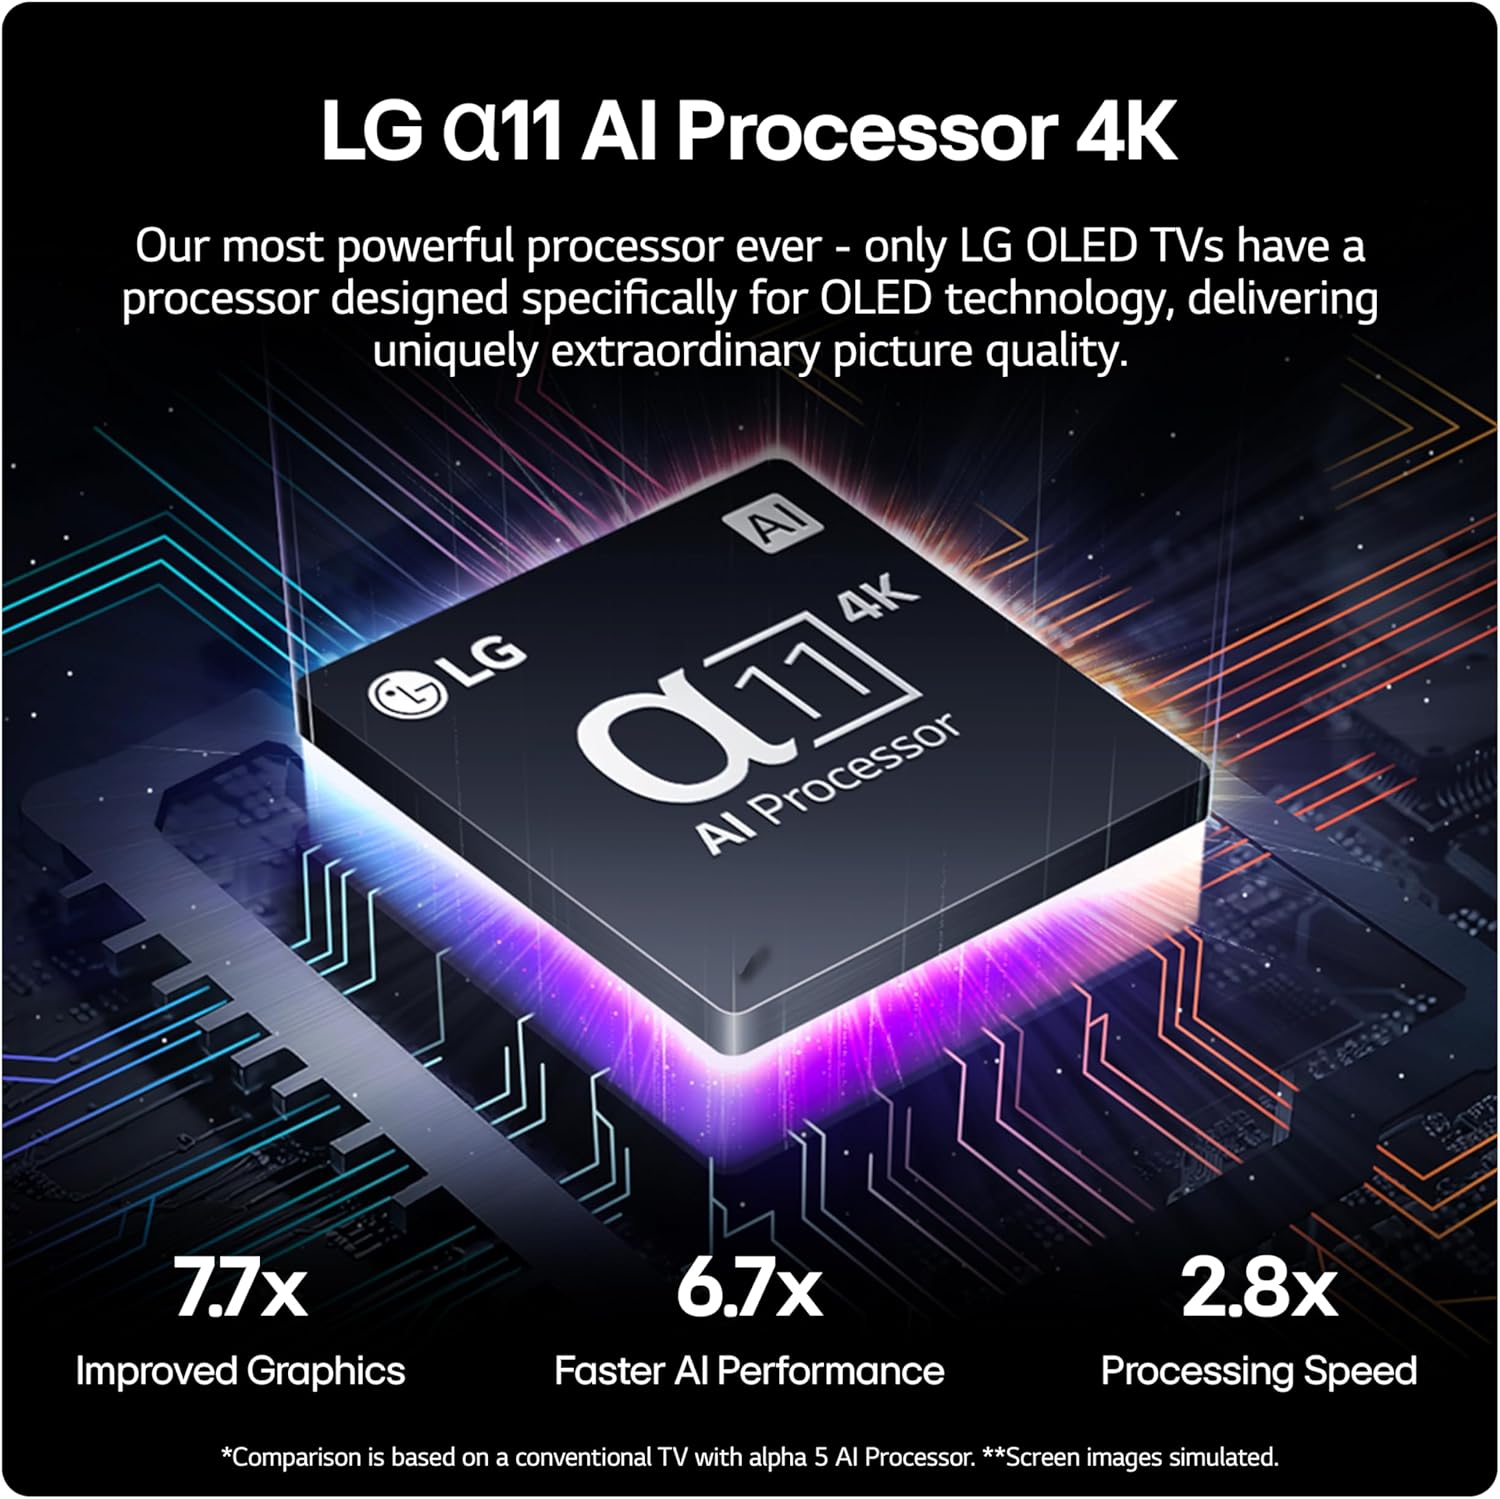 LG α11 AI Processor 4K
Our most powerful processor ever - only LG OLED TVs have a
processor designed specifically for OLED technology, delivering
uniquely extraordinary picture quality.
AI
4K
LG
α11
AI Processor
7.7x
Improved Graphics
6.7x
Faster AI Performance
2.8x
Processing Speed
*Comparison is based on a conventional TV with alpha 5 AI Processor. **Screen images simulated.